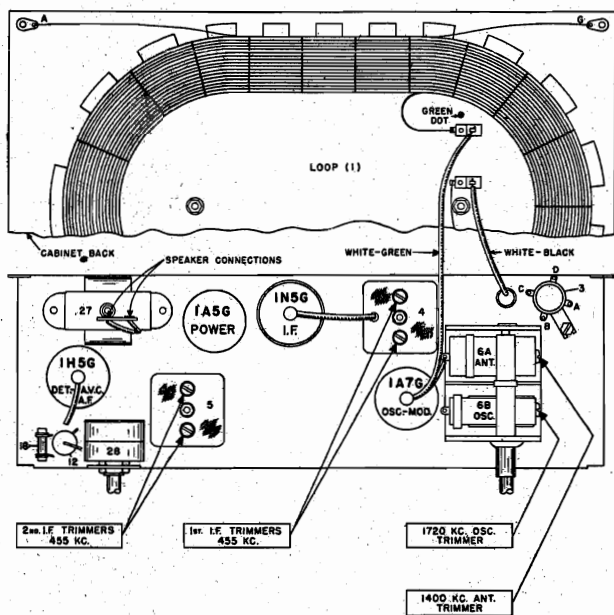 A
G
GREEN
DOT
LOOP (1)
CABINET BACK
SPEAKER CONNECTIONS
WHITE-GREEN
WHITE-BLACK
27
1A5G
POWER
1N5G
I.F.
4
D
C
3
A
B
1H5G
DET.-A.V.C.
A.F.
5
1A7G
OSC.-MOD.
6A
ANT.
6B
OSC.
18
12
28
2ND. I.F. TRIMMERS
455 KC.
1ST. I.F. TRIMMERS
455 KC.
1720 KC. OSC.
TRIMMER
1400 KC. ANT.
TRIMMER